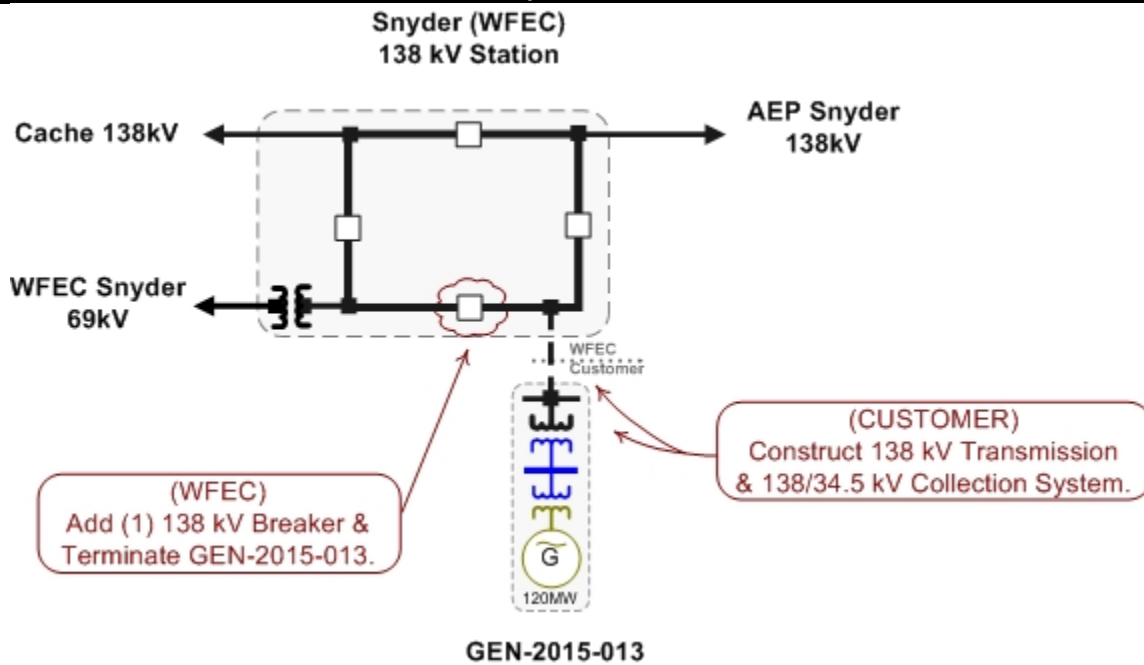 Snyder (WFEC)
138 kV Station
Cache 138kV
AEP Snyder
138kV
WFEC Snyder
69kV
WFEC
Customer
(CUSTOMER)
Construct 138 kV Transmission
& 138/34.5 kV Collection System.
(WFEC)
Add (1) 138 kV Breaker &
Terminate GEN-2015-013.
G
120MW
GEN-2015-013